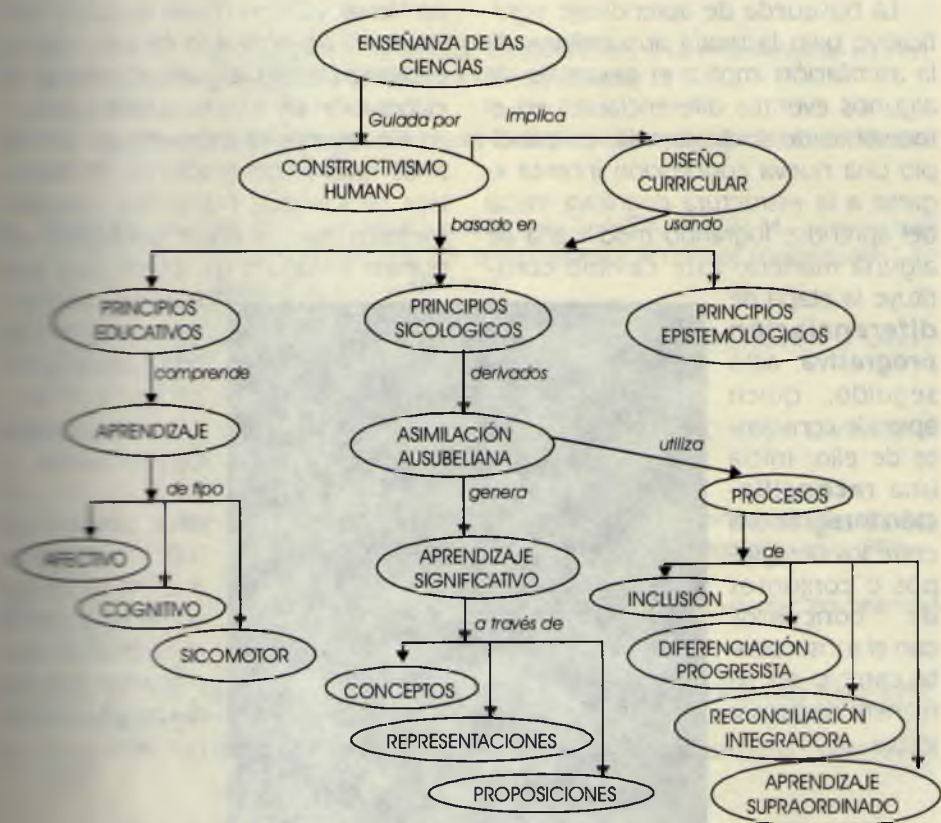 ENSEÑANZA DE LAS
CIENCIAS
Guiada por
Implica
CONSTRUCTIVISMO
HUMANO
DISEÑO
CURRICULAR
basado en
usando
PRINCIPIOS
EDUCATIVOS
PRINCIPIOS
SICOLOGICOS
PRINCIPIOS
EPISTEMOLÓGICOS
comprende
derivados
APRENDIZAJE
ASIMILACIÓN
AUSUBELIANA
utiliza
de tipo
genera
PROCESOS
AFECTIVO
COGNITIVO
SICOMOTOR
APRENDIZAJE
SIGNIFICATIVO
de
a través de
INCLUSIÓN
CONCEPTOS
DIFERENCIACIÓN
PROGRESISTA
REPRESENTACIONES
RECONCILIACIÓN
INTEGRADORA
PROPOSICIONES
APRENDIZAJE
SUPRAORDINADO